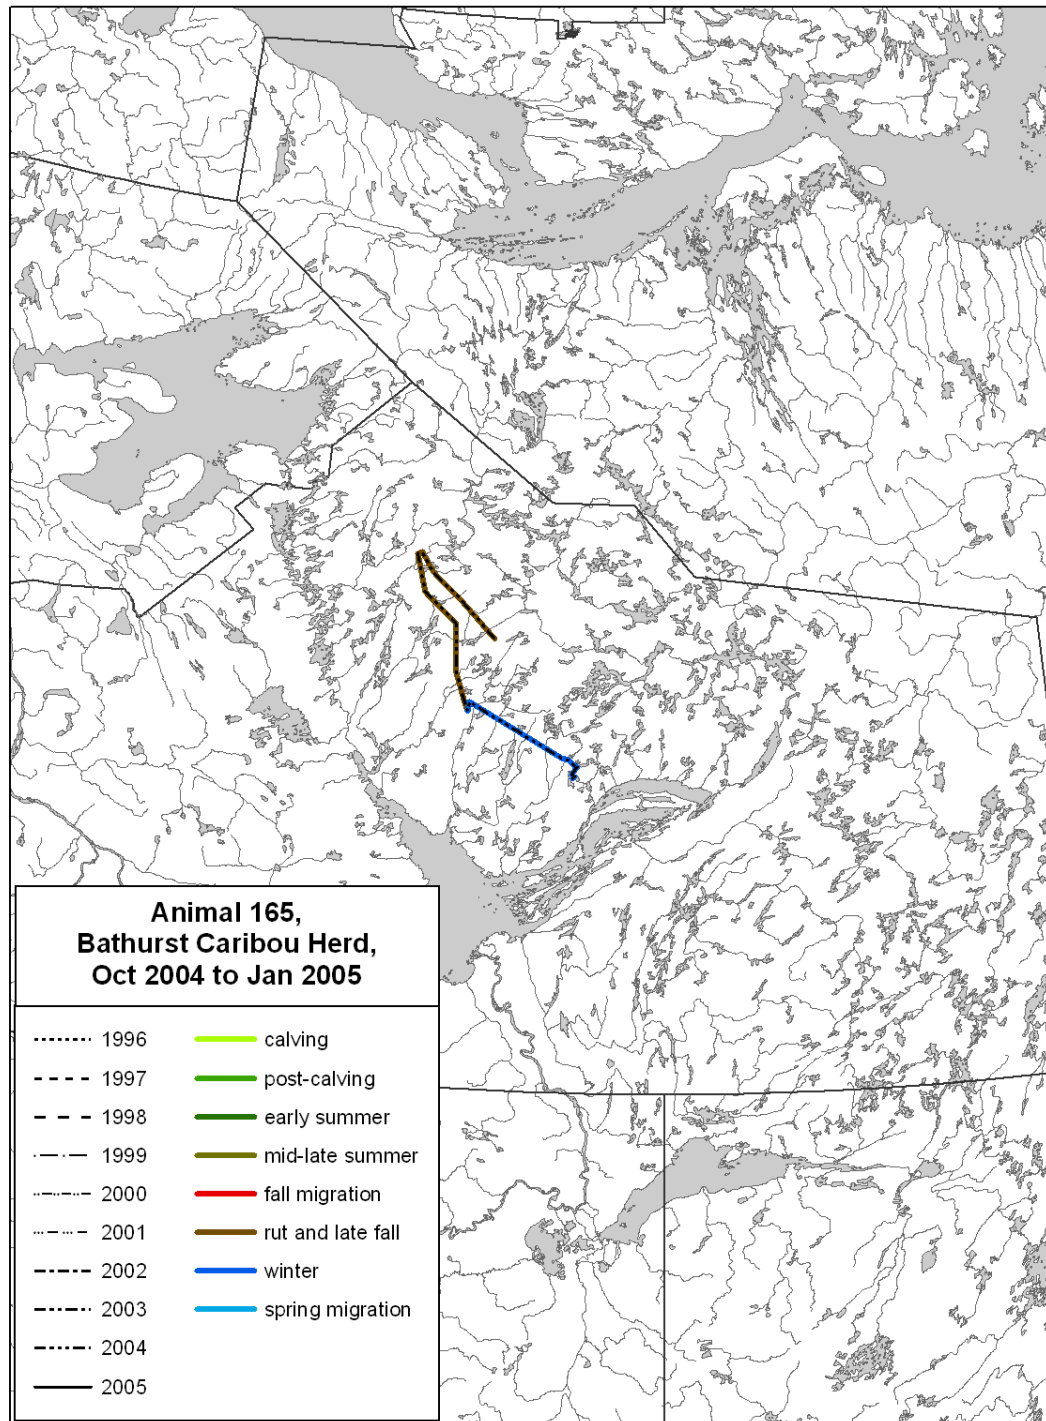 Animal 165,
Bathurst Caribou Herd,
Oct 2004 to Jan 2005
1996
1997
1998
1999
2000
2001
2002
2003
2004
2005
calving
post-calving
early summer
mid-late summer
fall migration
rut and late fall
winter
spring migration